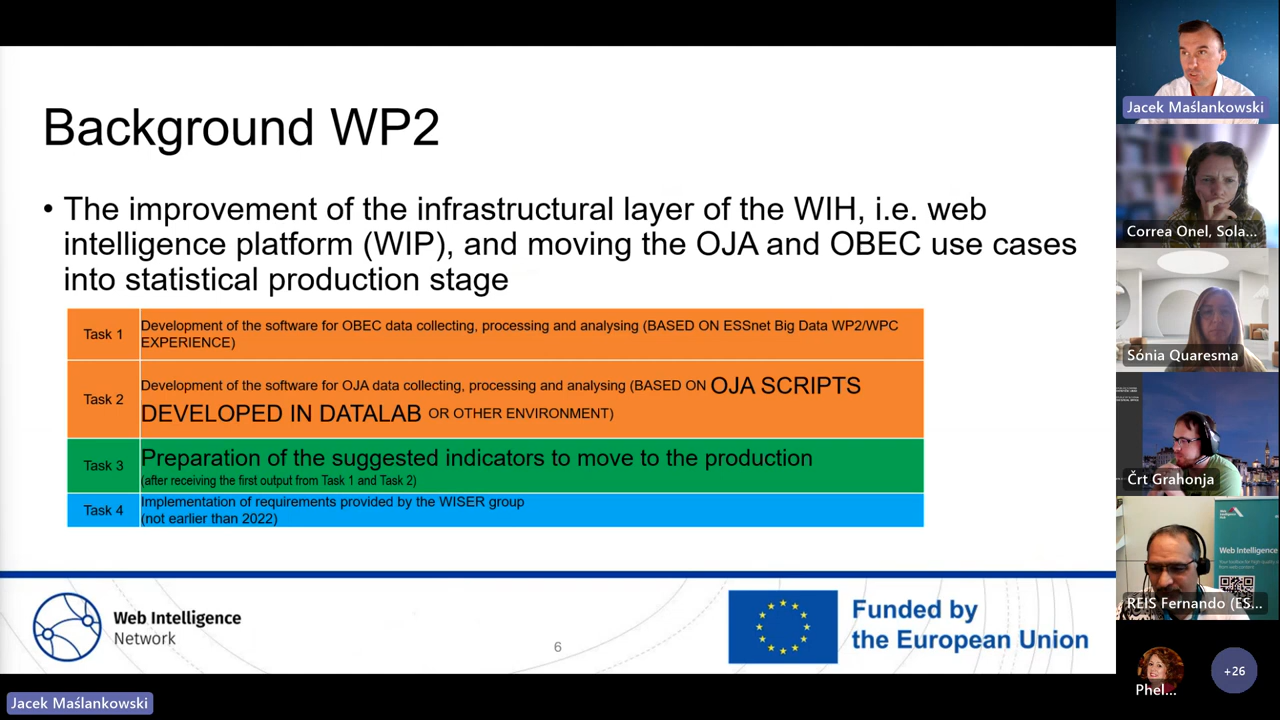 Background WP2
• The improvement of the infrastructural layer of the WIH, i.e. web
intelligence platform (WIP), and moving the OJA and OBEC use cases
into statistical production stage
Task 1
Development of the software for OBEC data collecting, processing and analysing (BASED ON ESSnet Big Data WP2/WPC
EXPERIENCE)
Task 2
Development of the software for OJA data collecting, processing and analysing (BASED ON OJA SCRIPTS
DEVELOPED IN DATALAB OR OTHER ENVIRONMENT)
Task 3
Preparation of the suggested indicators to move to the production
(after receiving the first output from Task 1 and Task 2)
Task 4
Implementation of requirements provided by the WISER group
(not earlier than 2022)
Web Intelligence
Network
6
Funded by
the European Union
Jacek Maślankowski
Jacek Maślankowski
Correa Onel, Sola...
Sónia Quaresma
Črt Grahonja
Web Intelligence
REIS Fernando (ES...
Phel...
+26